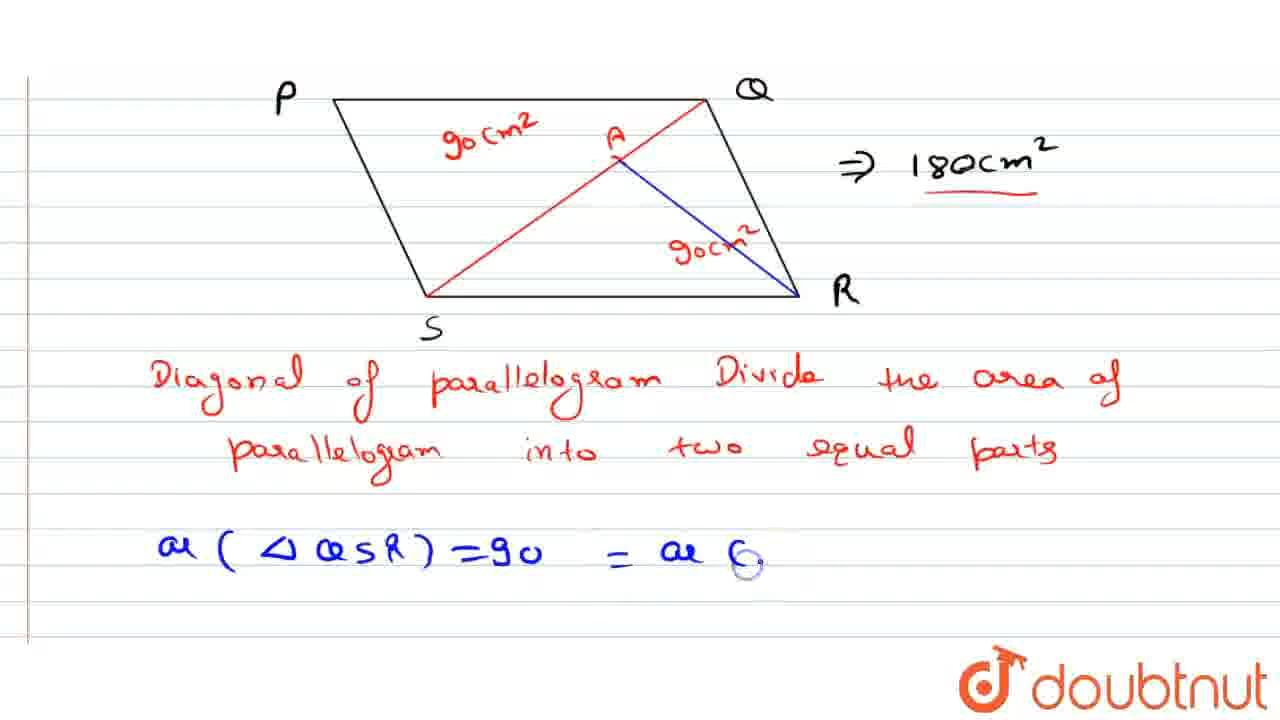 P
Q
90 cm²
A
⇒ 180 cm²
90 cm²
R
S
Diagonal of parallelogram Divide the area of
parallelogram into two equal parts
ar (Δ QSR) = 90 = ar (
doubtnut